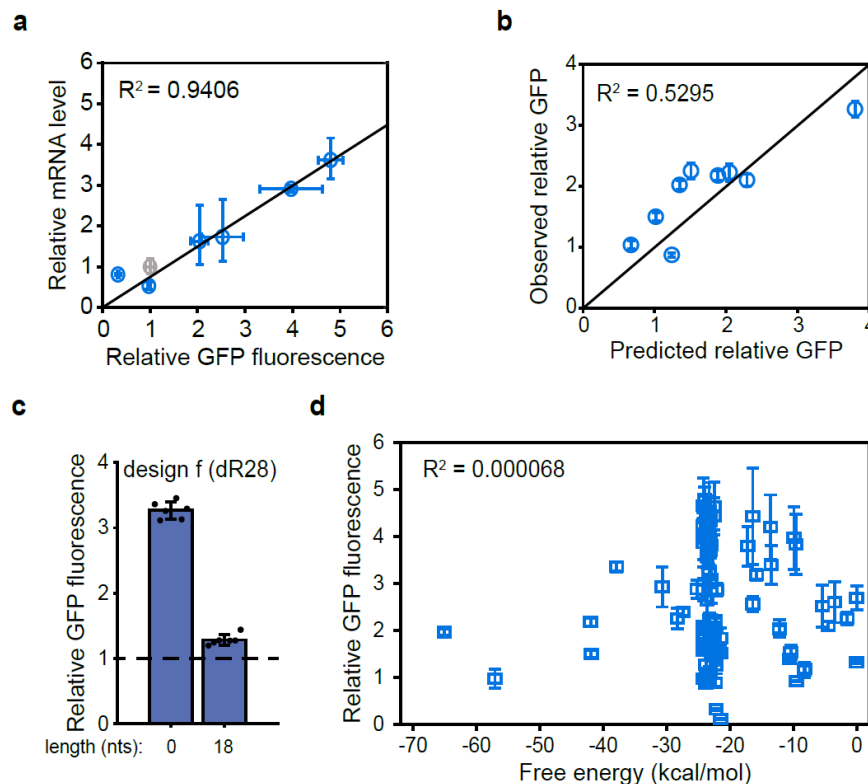 a
R² = 0.9406
Relative mRNA level
6
5
4
3
2
1
0
0 1 2 3 4 5 6
Relative GFP fluorescence
b
R² = 0.5295
Observed relative GFP
4
3
2
1
0
0 1 2 3 4
Predicted relative GFP
c
design f (dR28)
Relative GFP fluorescence
4
3
2
1
0
length (nts): 0 18
d
R² = 0.000068
Relative GFP fluorescence
6
5
4
3
2
1
0
-70 -60 -50 -40 -30 -20 -10 0
Free energy (kcal/mol)